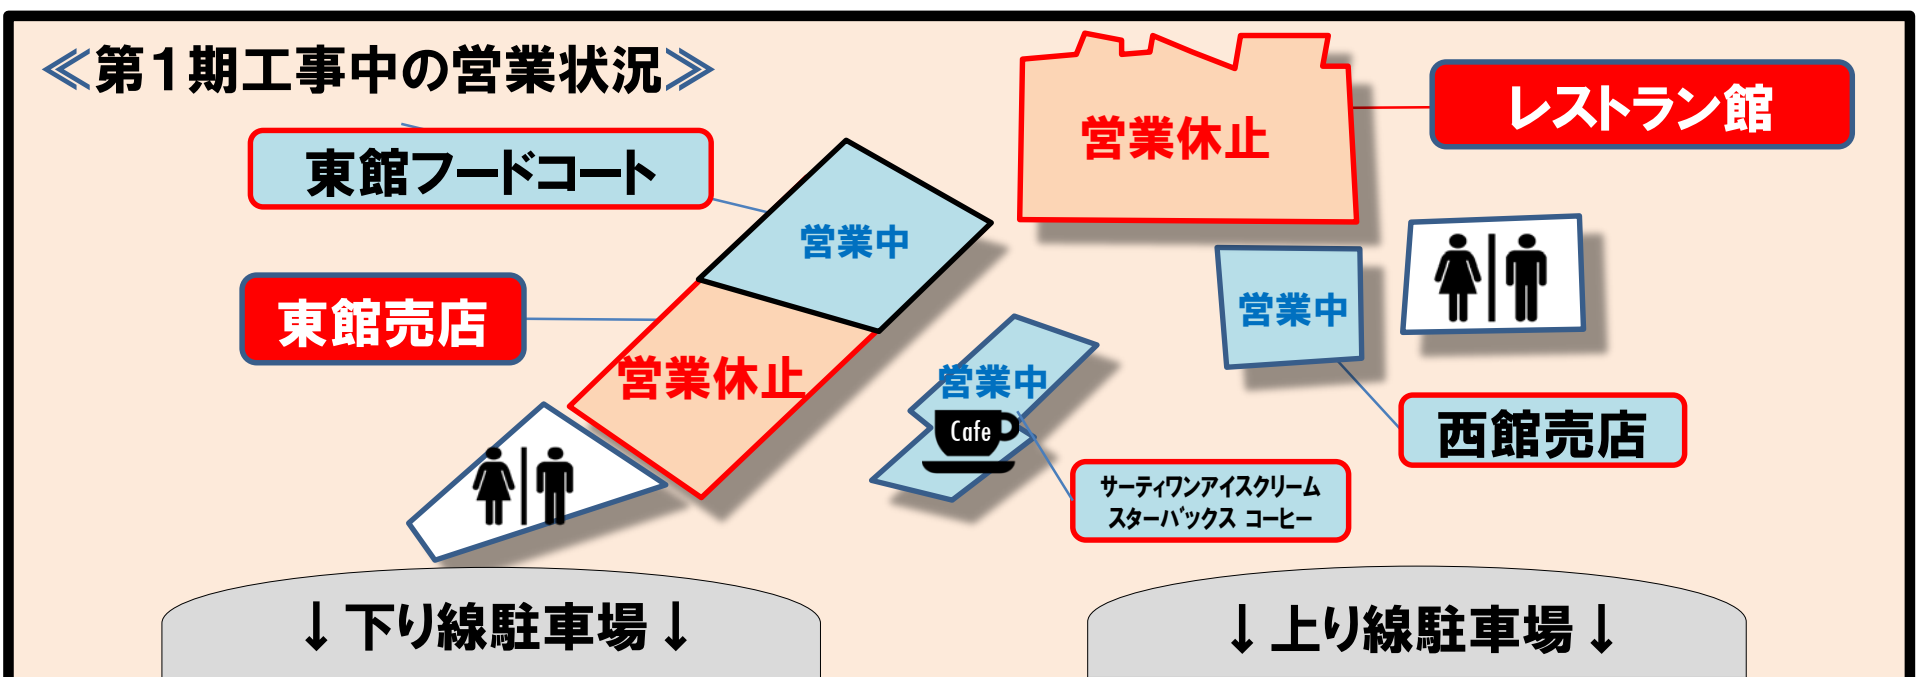 ≪第1期工事中の営業状況≫
営業休止
レストラン館
東館フードコート
営業中
東館売店
営業休止
営業中
営業中
Cafe
西館売店
サーティワンアイスクリーム
スターバックス コーヒー
↓下り線駐車場↓
↓上り線駐車場↓